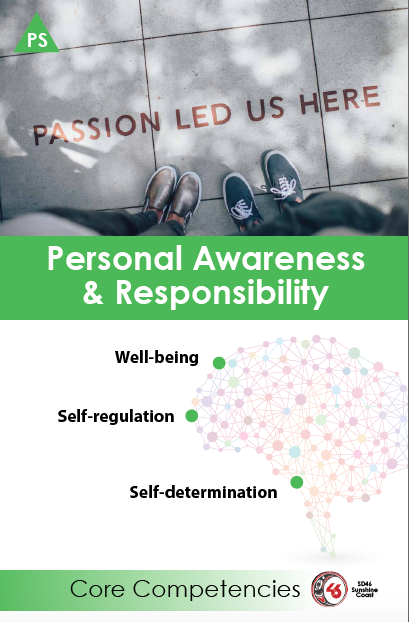 PS
PASSION LED US HERE
Personal Awareness
& Responsibility
Well-being
Self-regulation
Self-determination
Core Competencies
46
SD46
Sunshine
Coast